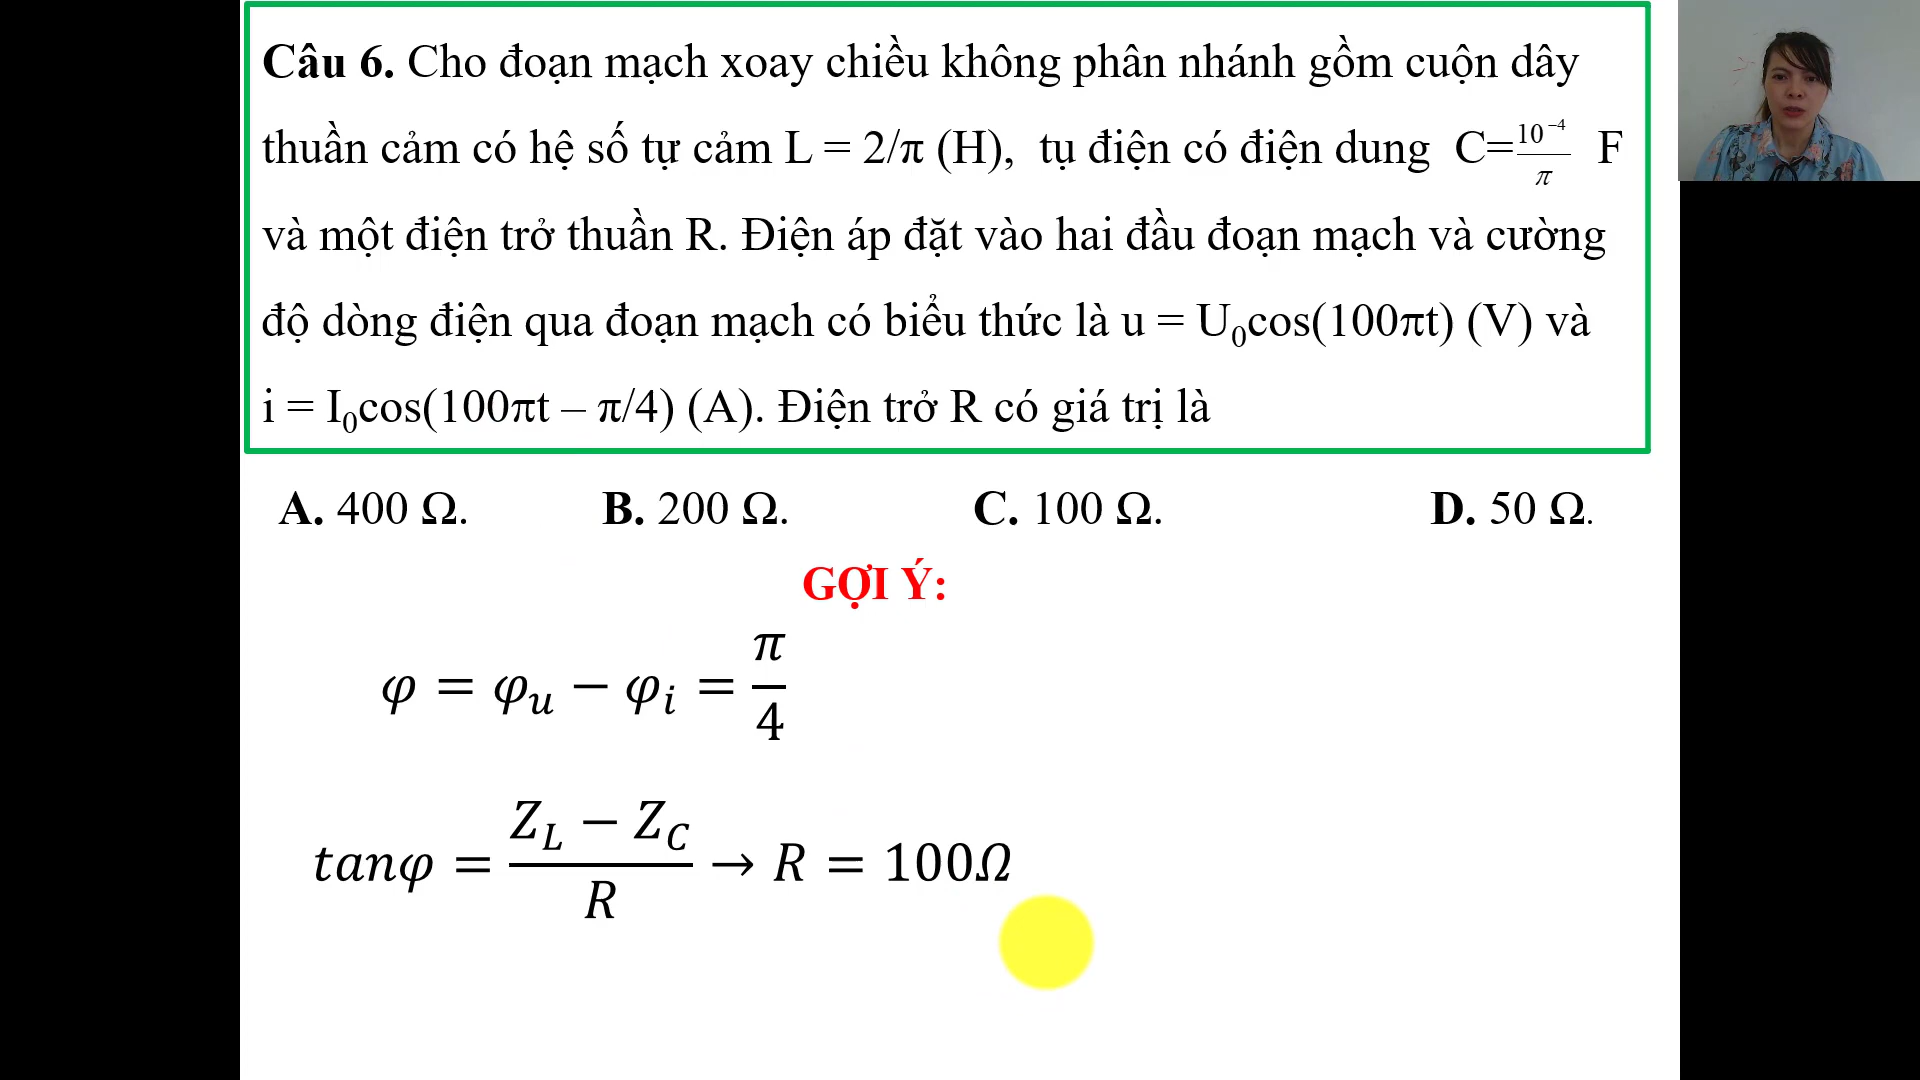 Câu 6. Cho đoạn mạch xoay chiều không phân nhánh gồm cuộn dây
thuần cảm có hệ số tự cảm L = 2/π (H), tụ điện có điện dung C=10⁻⁴/π F
và một điện trở thuần R. Điện áp đặt vào hai đầu đoạn mạch và cường
độ dòng điện qua đoạn mạch có biểu thức là u = U₀cos(100πt) (V) và
i = I₀cos(100πt – π/4) (A). Điện trở R có giá trị là
A. 400 Ω. B. 200 Ω. C. 100 Ω. D. 50 Ω.
GỢI Ý:
φ = φᵤ − φᵢ = π/4
tanφ = (Z_L − Z_C)/R → R = 100Ω